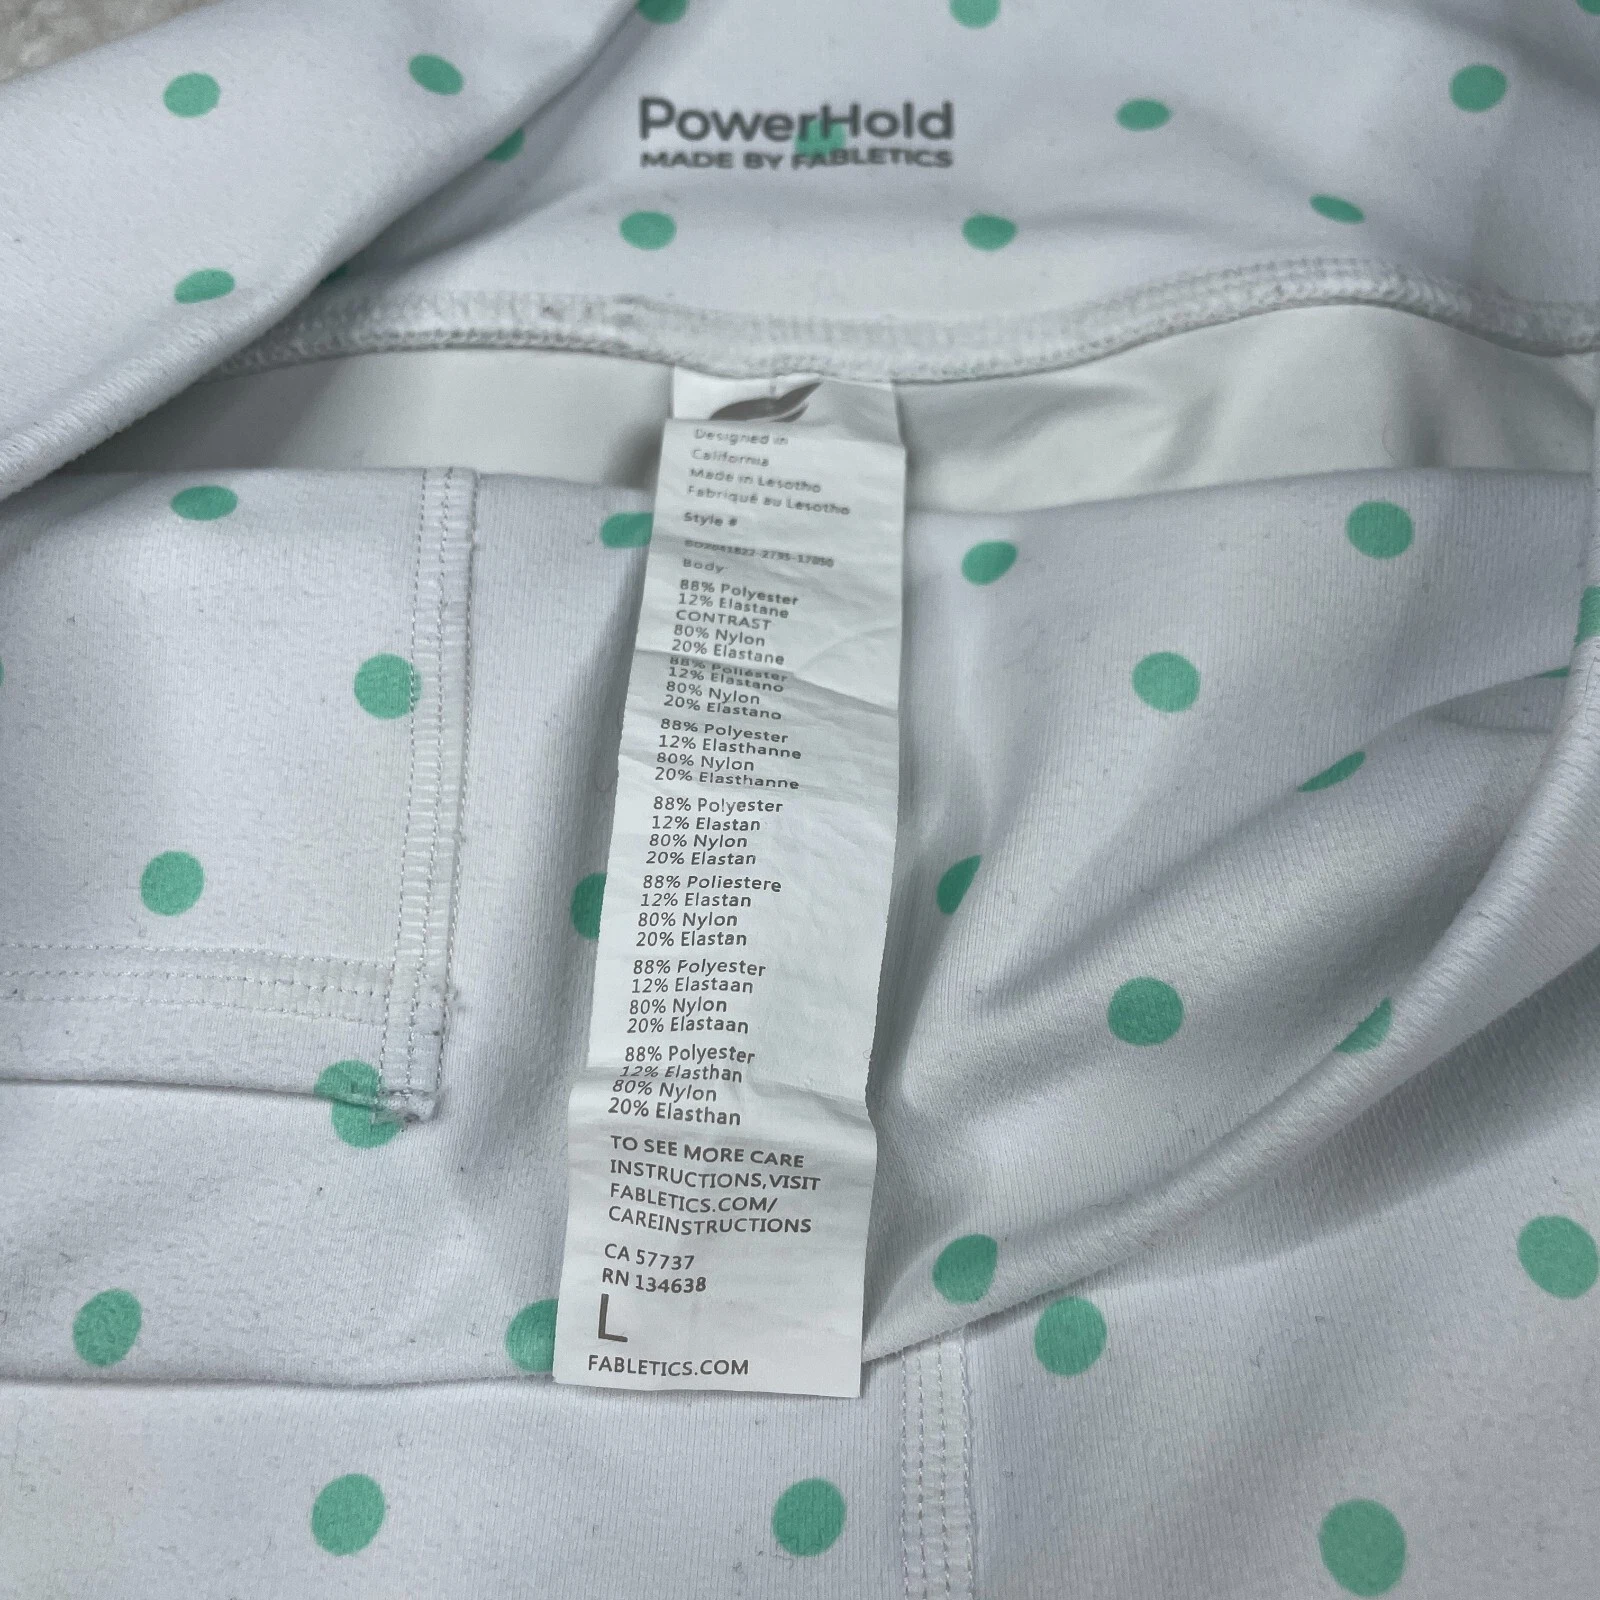 PowerHold
MADE BY FABLETICS
Designed in
California
Made in Lesotho
Fabriqué au Lesotho
Style #
Body
88% Polyester
12% Elastane
CONTRAST
80% Nylon
20% Elastane
88% Poliéster
12% Elastano
80% Nylon
20% Elastano
88% Polyester
12% Elasthanne
80% Nylon
20% Elasthanne
88% Polyester
12% Elastan
80% Nylon
20% Elastan
88% Poliestere
12% Elastan
80% Nylon
20% Elastan
88% Polyester
12% Elastaan
80% Nylon
20% Elastaan
88% Polyester
12% Elasthan
80% Nylon
20% Elasthan
TO SEE MORE CARE
INSTRUCTIONS,VISIT
FABLETICS.COM/
CAREINSTRUCTIONS
CA 57737
RN 134638
L
FABLETICS.COM